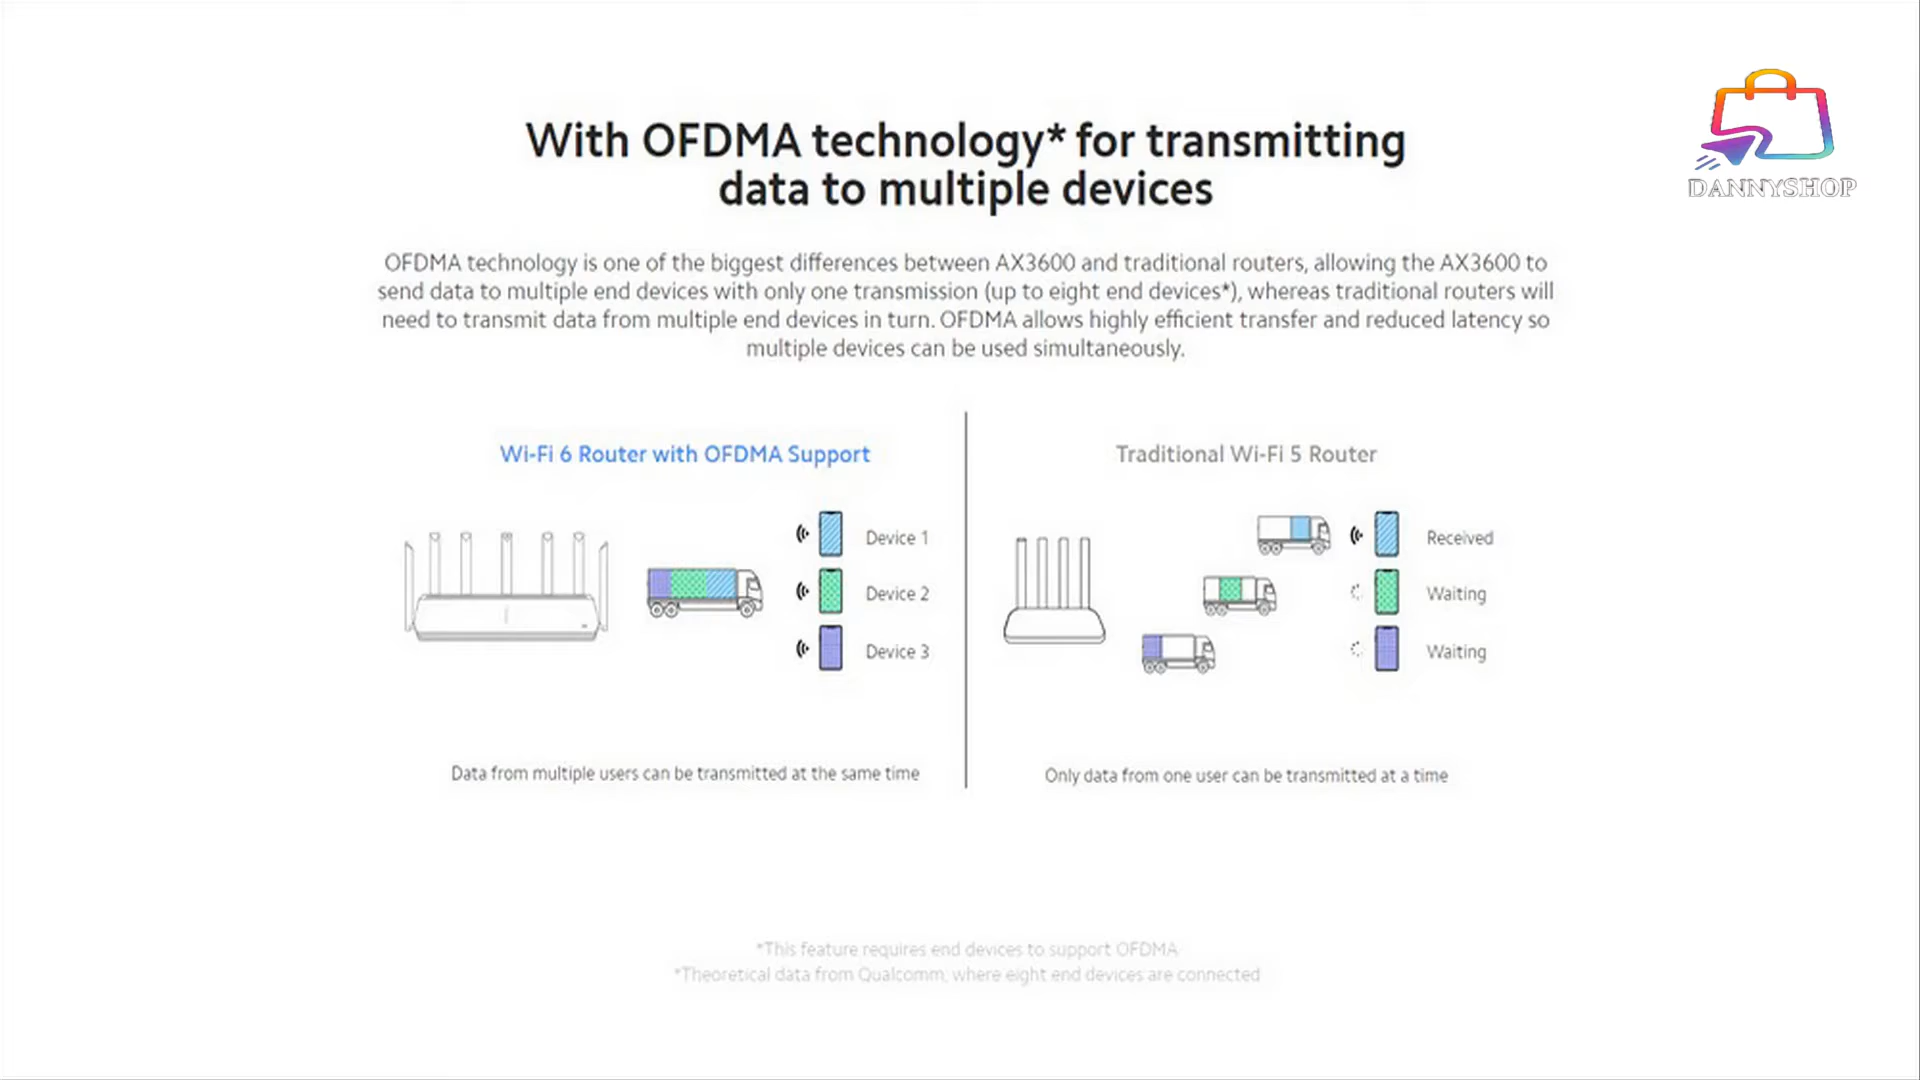 DANNYSHOP
With OFDMA technology* for transmitting
data to multiple devices
OFDMA technology is one of the biggest differences between AX3600 and traditional routers, allowing the AX3600 to
send data to multiple end devices with only one transmission (up to eight end devices*), whereas traditional routers will
need to transmit data from multiple end devices in turn. OFDMA allows highly efficient transfer and reduced latency so
multiple devices can be used simultaneously.
Wi-Fi 6 Router with OFDMA Support
Device 1
Device 2
Device 3
Data from multiple users can be transmitted at the same time
Traditional Wi-Fi 5 Router
Received
Waiting
Waiting
Only data from one user can be transmitted at a time
*This feature requires end devices to support OFDMA
*Theoretical data from Qualcomm, where eight end devices are connected